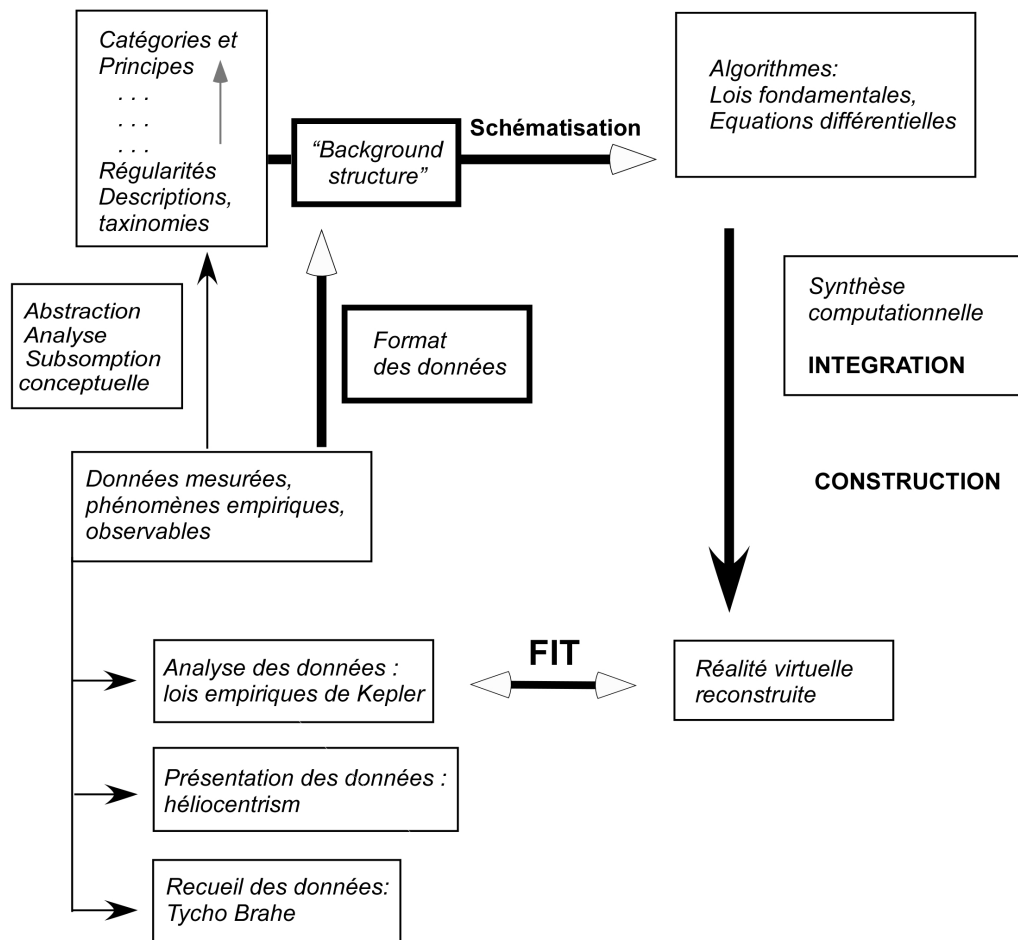 Catégories et
Principes
. . .
. . .
. . .
Régularités
Descriptions,
taxinomies
“Background
structure”
Schématisation
Algorithmes:
Lois fondamentales,
Equations différentielles
Abstraction
Analyse
Subsomption
conceptuelle
Format
des données
Synthèse
computationnelle
INTEGRATION
CONSTRUCTION
Données mesurées,
phénomènes empiriques,
observables
Analyse des données :
lois empiriques de Kepler
FIT
Réalité virtuelle
reconstruite
Présentation des données :
héliocentrism
Recueil des données:
Tycho Brahe